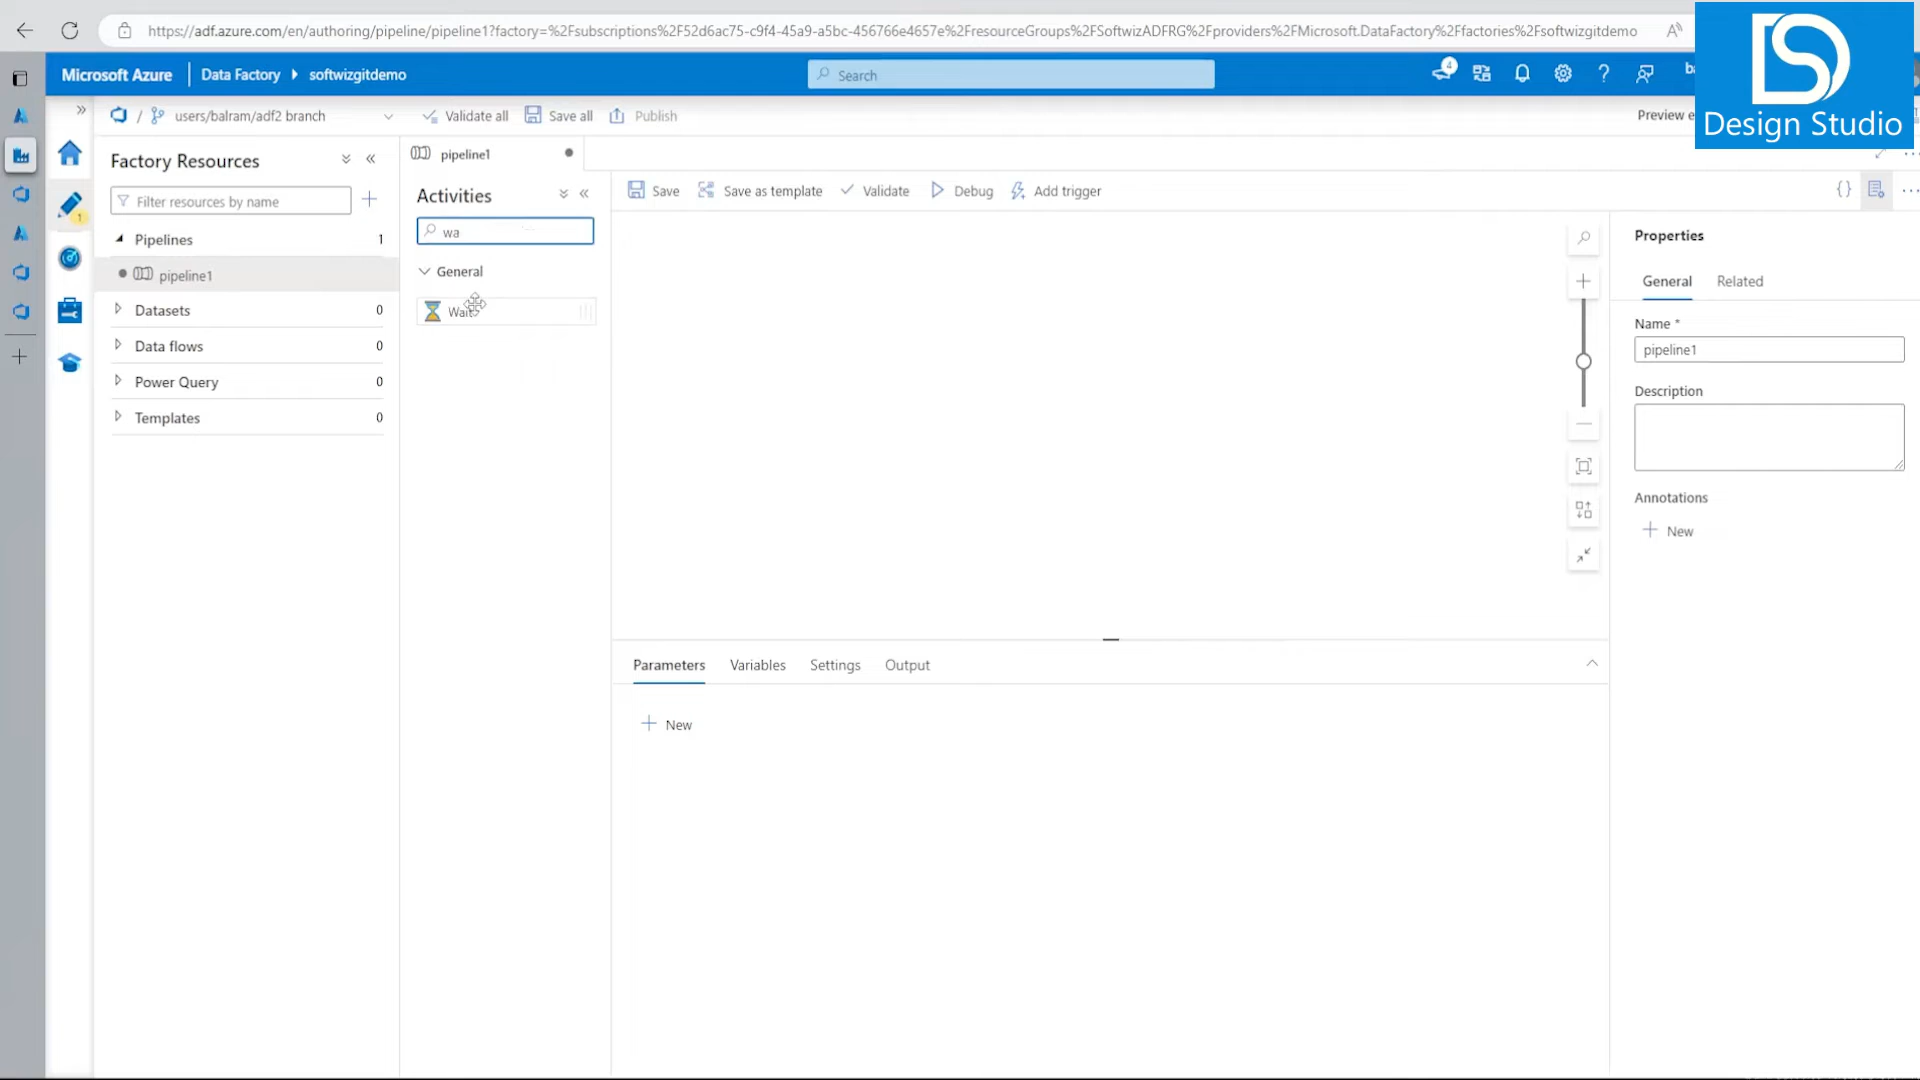 https://adf.azure.com/en/authoring/pipeline/pipeline1?factory=%2Fsubscriptions%2F52d6ac75-c9f4-45a9-a5bc-456766e4657e%2FresourceGroups%2FSoftwizADFRG%2Fproviders%2FMicrosoft.DataFactory%2Ffactories%2Fsoftwizgitdemo
Microsoft Azure Data Factory softwizgitdemo Search 4
Design Studio
/ users/balram/adf2 branch Validate all Save all Publish Preview
Factory Resources
Filter resources by name
Pipelines 1
pipeline1
Datasets 0
Data flows 0
Power Query 0
Templates 0
1
pipeline1
Activities
wa
General
Wait
Save Save as template Validate Debug Add trigger {}
Parameters Variables Settings Output
New
Properties
General Related
Name *
pipeline1
Description
Annotations
New